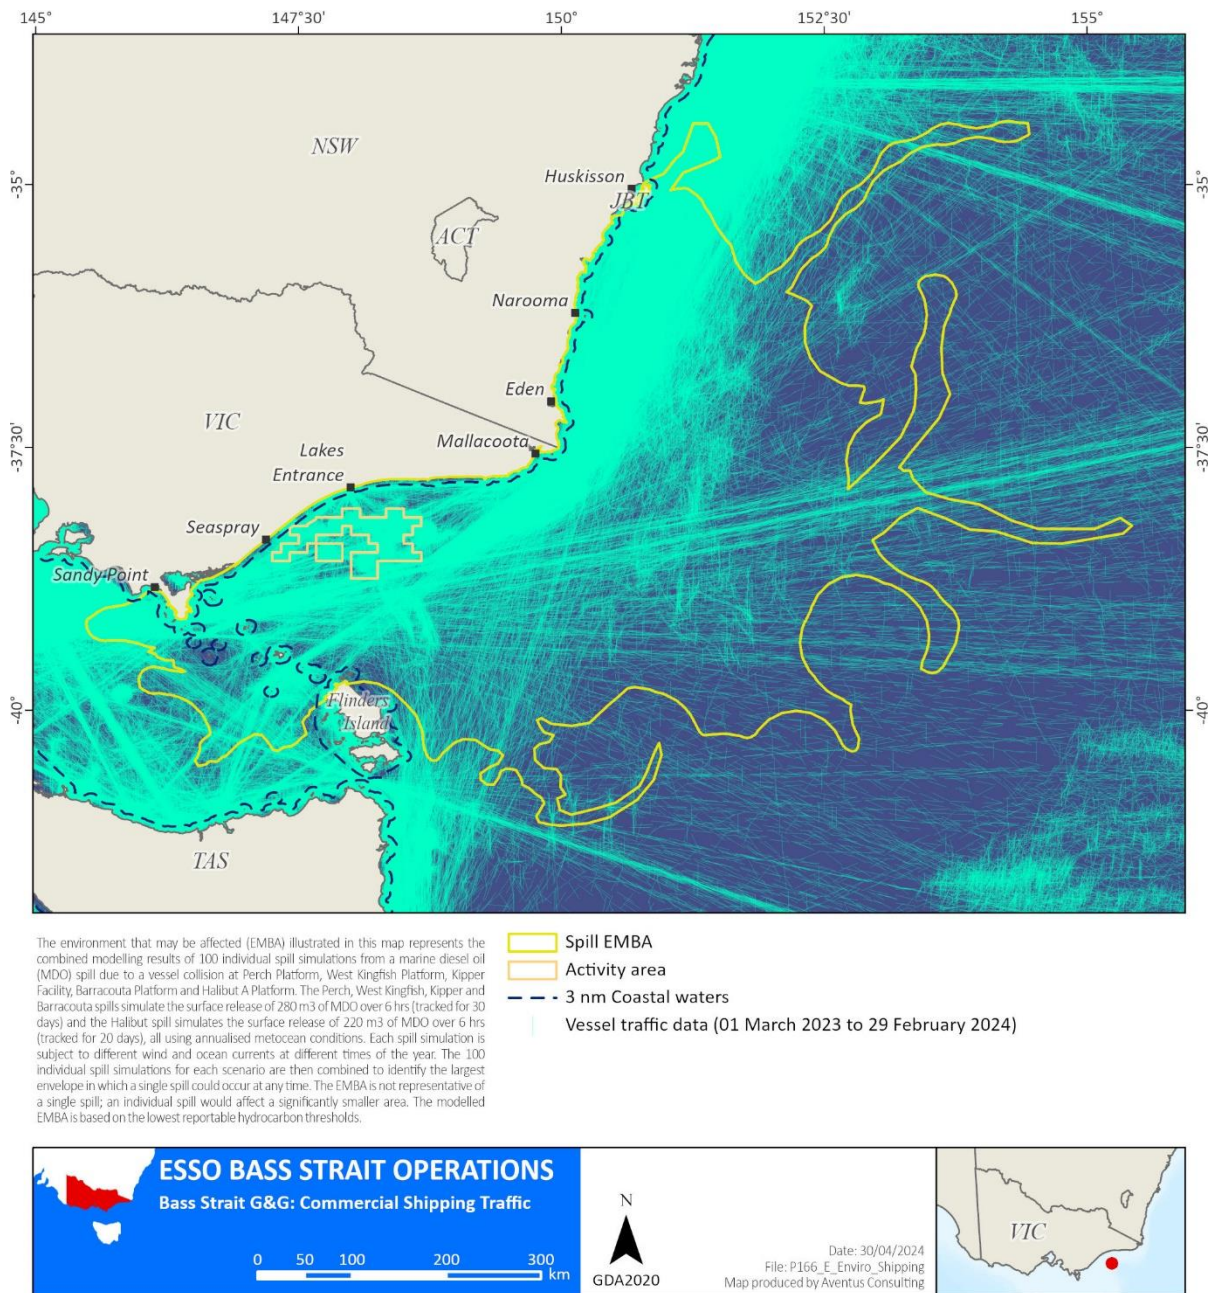 145° 147°30' 150° 152°30' 155°
NSW
-35° Huskisson -35°
JBT
ACT
Narooma
Eden
VIC
Mallacoota
-37°30' -37°30'
Lakes
Entrance
Seaspray
Sandy Point
-40° -40°
Flinders
Island
TAS
The environment that may be affected (EMBA) illustrated in this map represents the
combined modelling results of 100 individual spill simulations from a marine diesel oil
(MDO) spill due to a vessel collision at Perch Platform, West Kingfish Platform, Kipper
Facility, Barracouta Platform and Halibut A Platform. The Perch, West Kingfish, Kipper and
Barracouta spills simulate the surface release of 280 m3 of MDO over 6 hrs (tracked for 30
days) and the Halibut spill simulates the surface release of 220 m3 of MDO over 6 hrs
(tracked for 20 days), all using annualised metocean conditions. Each spill simulation is
subject to different wind and ocean currents at different times of the year. The 100
individual spill simulations for each scenario are then combined to identify the largest
envelope in which a single spill could occur at any time. The EMBA is not representative of
a single spill; an individual spill would affect a significantly smaller area. The modelled
EMBA is based on the lowest reportable hydrocarbon thresholds.
Spill EMBA
Activity area
3 nm Coastal waters
Vessel traffic data (01 March 2023 to 29 February 2024)
ESSO BASS STRAIT OPERATIONS
Bass Strait G&G: Commercial Shipping Traffic
0 50 100 200 300
km
N
GDA2020
Date: 30/04/2024
File: P166_E_Enviro_Shipping
Map produced by Aventus Consulting
VIC